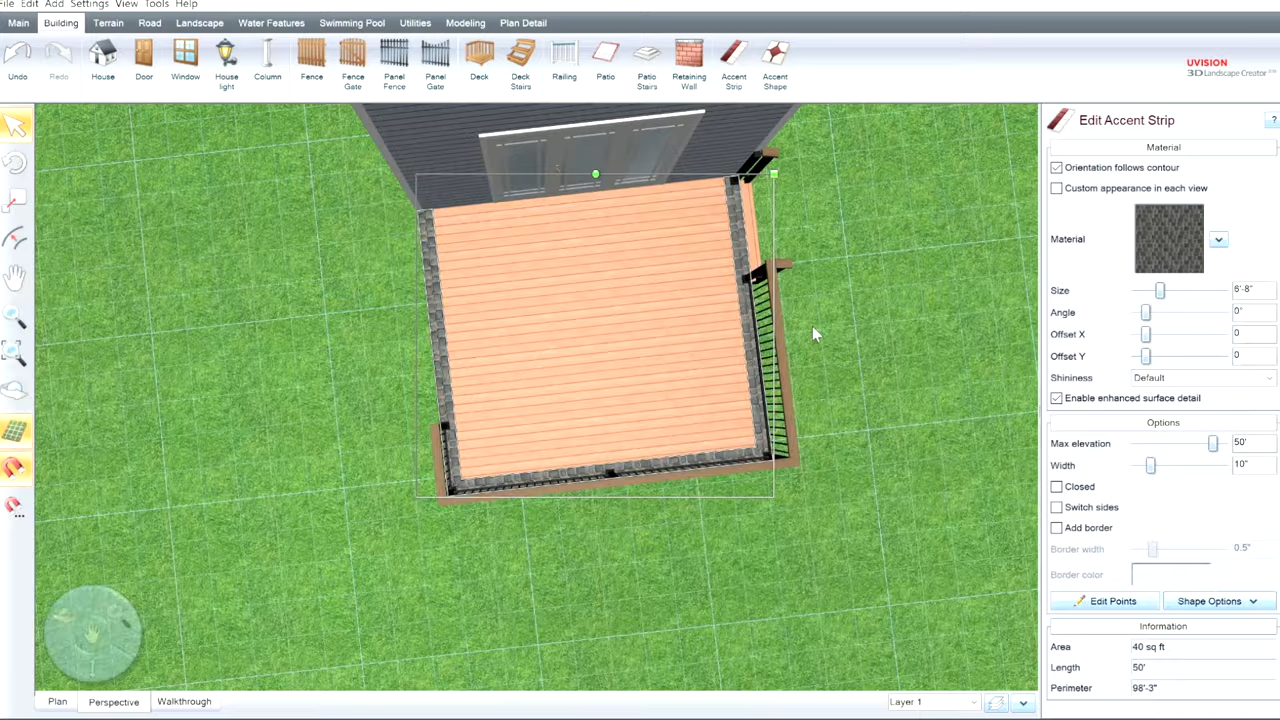 File Edit Add Settings View Tools Help
Main Building Terrain Road Landscape Water Features Swimming Pool Utilities Modeling Plan Detail
Undo Redo House Door Window House light Column Fence Fence Gate Panel Fence Panel Gate Deck Deck Stairs Railing Patio Patio Stairs Retaining Wall Accent Strip Accent Shape
UVISION
3D Landscape Creator
Edit Accent Strip ?
Material
Orientation follows contour
Custom appearance in each view
Material
Size 6'-8"
Angle 0°
Offset X 0
Offset Y 0
Shininess Default
Enable enhanced surface detail
Options
Max elevation 50'
Width 10"
Closed
Switch sides
Add border
Border width 0.5"
Border color
Edit Points Shape Options
Information
Area 40 sq ft
Length 50'
Perimeter 98'-3"
Plan Perspective Walkthrough Layer 1